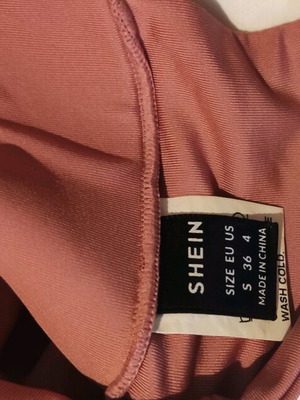 SHEIN
SIZE EU US
S 36 4
MADE IN CHINA
WASH COLD.